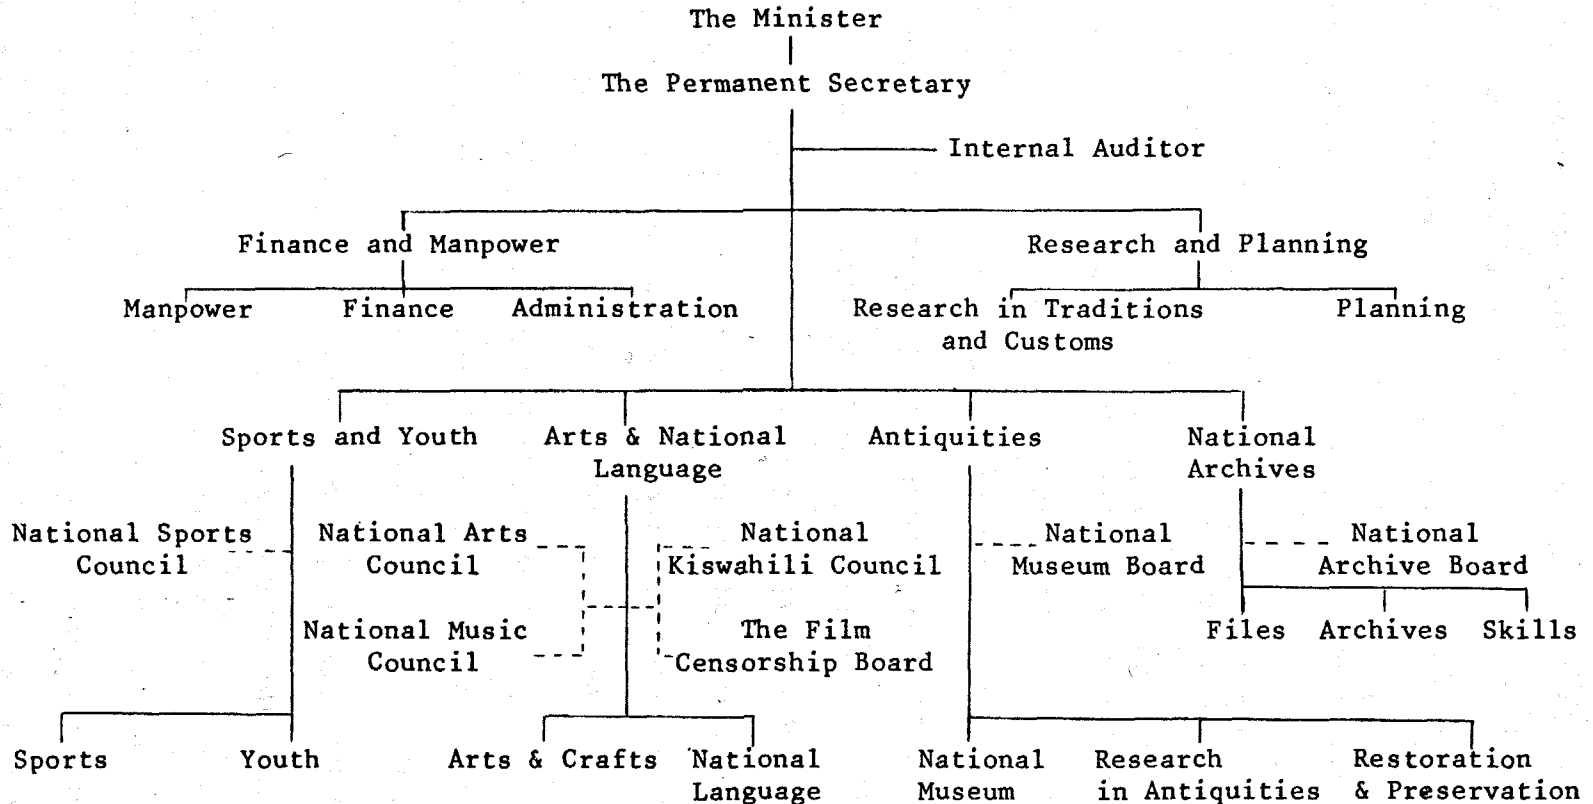 The Minister
The Permanent Secretary
Internal Auditor
Finance and Manpower
Research and Planning
Manpower
Finance
Administration
Research in Traditions
and Customs
Planning
Sports and Youth
Arts & National
Language
Antiquities
National
Archives
National Sports
Council
National Arts
Council
National
Kiswahili Council
National
Museum Board
National
Archive Board
National Music
Council
The Film
Censorship Board
Files
Archives
Skills
Sports
Youth
Arts & Crafts
National
Language
National
Museum
Research
in Antiquities
Restoration
& Preservation